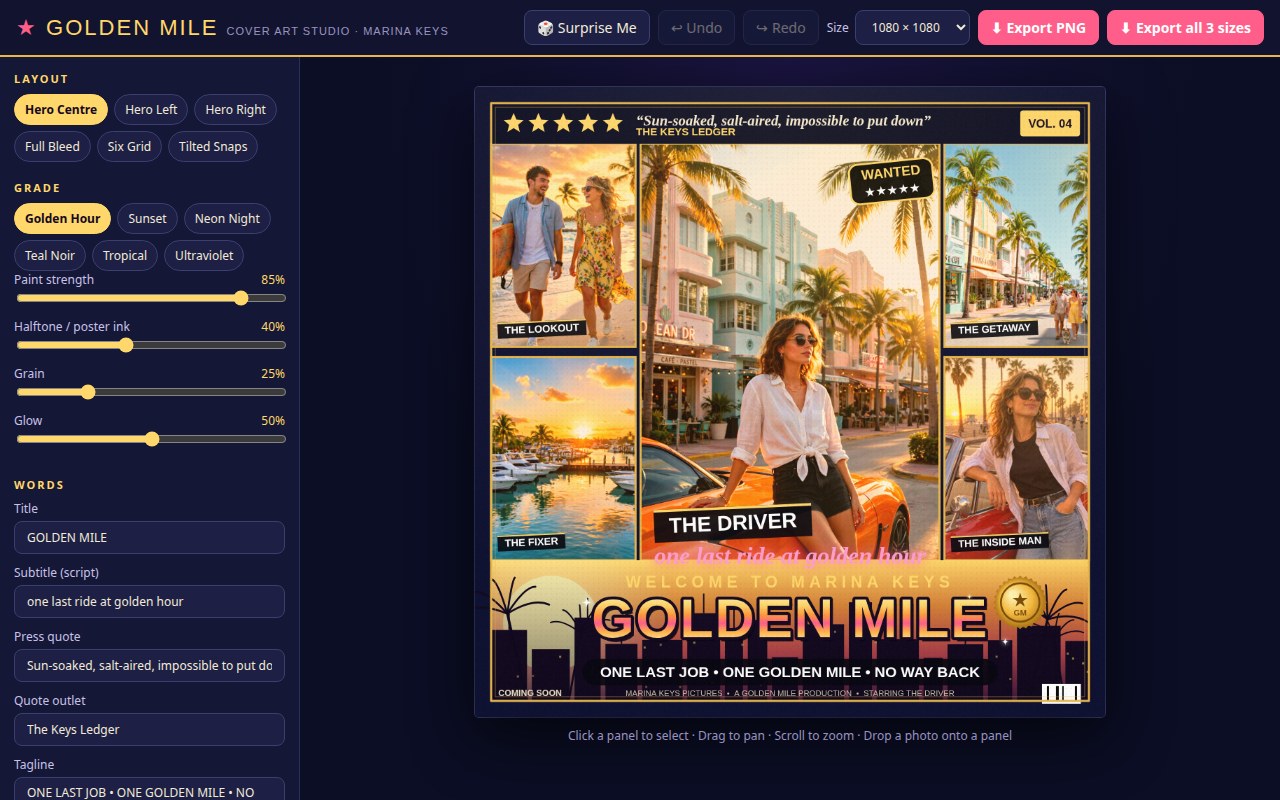 ★ GOLDEN MILE COVER ART STUDIO · MARINA KEYS
🎲 Surprise Me
↩ Undo
↪ Redo
Size
1080 × 1080
⬇ Export PNG
⬇ Export all 3 sizes
LAYOUT
Hero Centre
Hero Left
Hero Right
Full Bleed
Six Grid
Tilted Snaps
GRADE
Golden Hour
Sunset
Neon Night
Teal Noir
Tropical
Ultraviolet
Paint strength 85%
Halftone / poster ink 40%
Grain 25%
Glow 50%
WORDS
Title
GOLDEN MILE
Subtitle (script)
one last ride at golden hour
Press quote
Sun-soaked, salt-aired, impossible to put do
Quote outlet
The Keys Ledger
Tagline
ONE LAST JOB • ONE GOLDEN MILE • NO
“Sun-soaked, salt-aired, impossible to put down”
THE KEYS LEDGER
VOL. 04
WANTED
★★★★★
THE LOOKOUT
THE GETAWAY
EAN DR
THE FIXER
THE DRIVER
THE INSIDE MAN
one last ride at golden hour
WELCOME TO MARINA KEYS
GOLDEN MILE
GM
ONE LAST JOB • ONE GOLDEN MILE • NO WAY BACK
COMING SOON
MARINA KEYS PICTURES • A GOLDEN MILE PRODUCTION • STARRING THE DRIVER
Click a panel to select · Drag to pan · Scroll to zoom · Drop a photo onto a panel